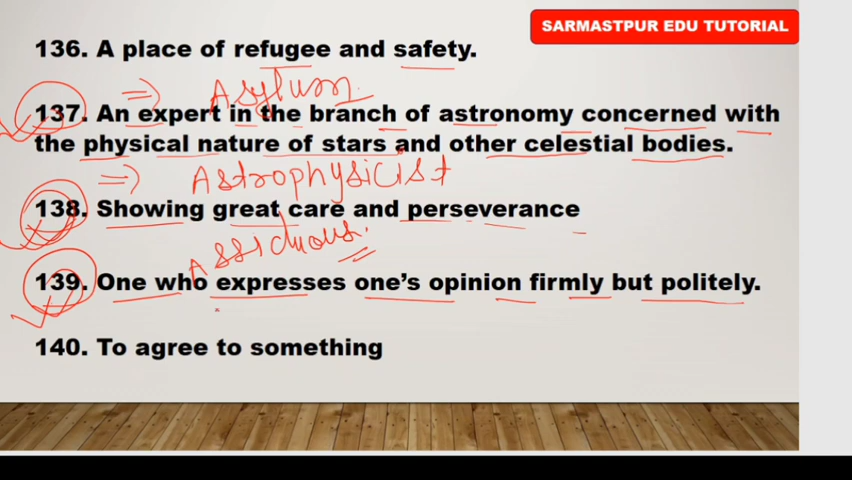 SARMASTPUR EDU TUTORIAL
136. A place of refugee and safety.
=> Asylum
137. An expert in the branch of astronomy concerned with
the physical nature of stars and other celestial bodies.
=> Astrophysicist
138. Showing great care and perseverance
Assiduous.
139. One who expresses one's opinion firmly but politely.
140. To agree to something